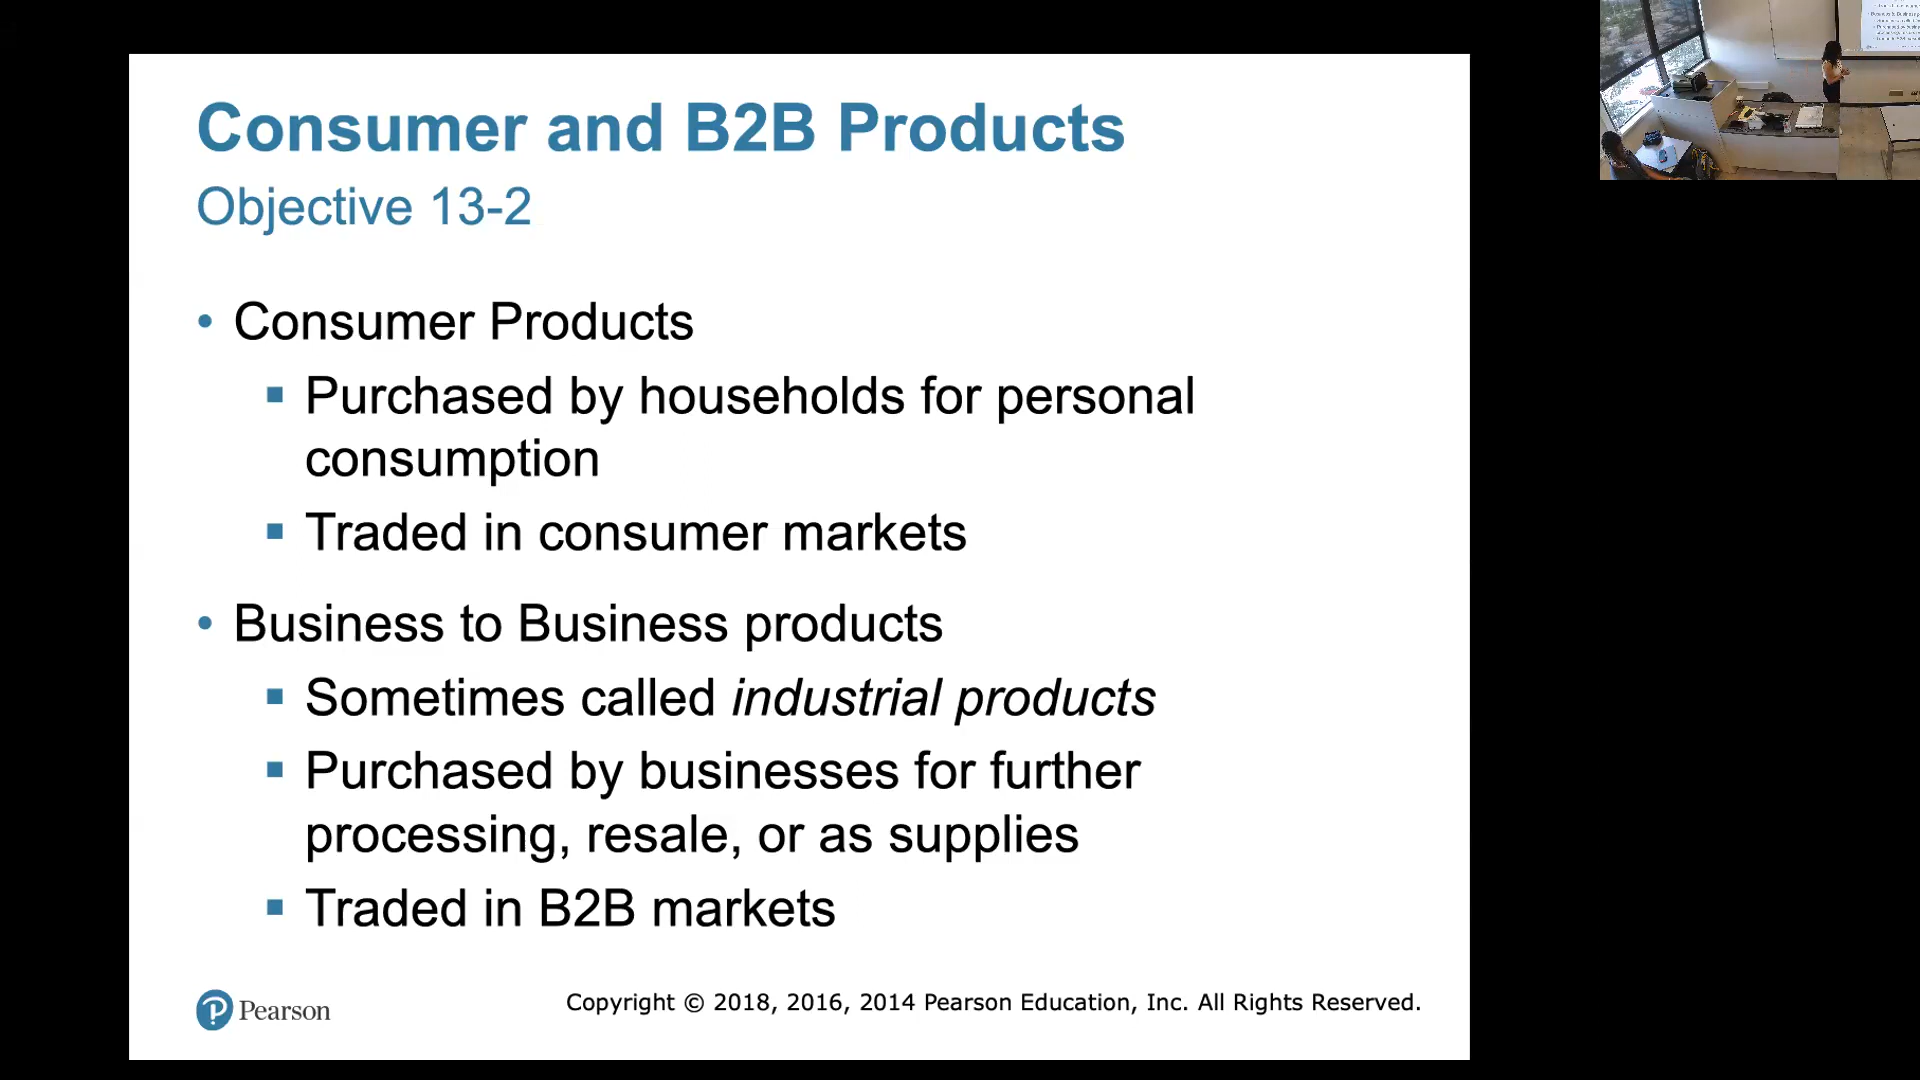 Consumer and B2B Products
Objective 13-2
• Consumer Products
▪ Purchased by households for personal
consumption
▪ Traded in consumer markets
• Business to Business products
▪ Sometimes called industrial products
▪ Purchased by businesses for further
processing, resale, or as supplies
▪ Traded in B2B markets
Pearson
Copyright © 2018, 2016, 2014 Pearson Education, Inc. All Rights Reserved.